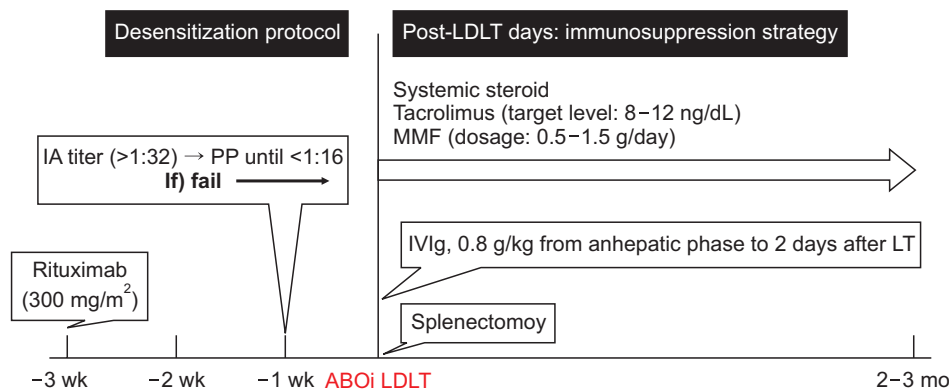 Desensitization protocol
Post-LDLT days: immunosuppression strategy
Systemic steroid
Tacrolimus (target level: 8−12 ng/dL)
MMF (dosage: 0.5−1.5 g/day)
IA titer (>1:32) → PP until <1:16
If) fail
IVIg, 0.8 g/kg from anhepatic phase to 2 days after LT
Rituximab
(300 mg/m²)
Splenectomoy
−3 wk
−2 wk
−1 wk
ABOi LDLT
2−3 mo